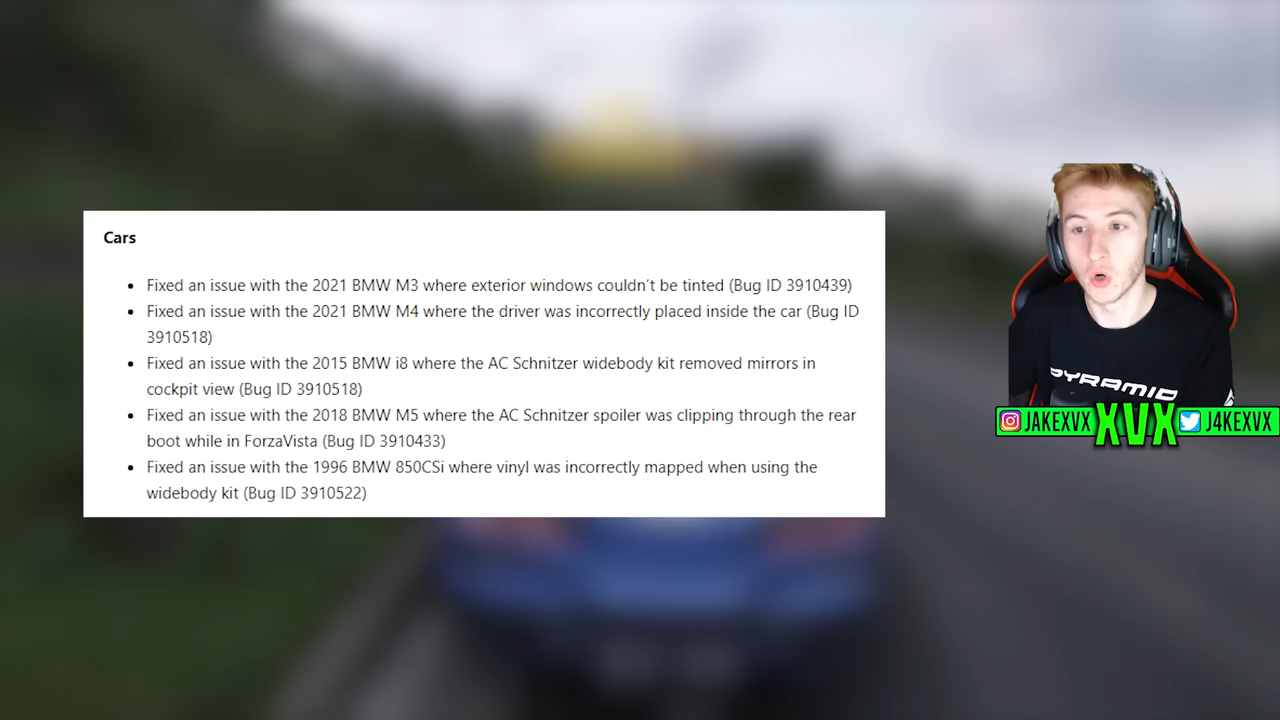 Cars
Fixed an issue with the 2021 BMW M3 where exterior windows couldn't be tinted (Bug ID 3910439)
Fixed an issue with the 2021 BMW M4 where the driver was incorrectly placed inside the car (Bug ID
3910518)
Fixed an issue with the 2015 BMW i8 where the AC Schnitzer widebody kit removed mirrors in
cockpit view (Bug ID 3910518)
Fixed an issue with the 2018 BMW M5 where the AC Schnitzer spoiler was clipping through the rear
boot while in ForzaVista (Bug ID 3910433)
Fixed an issue with the 1996 BMW 850CSi where vinyl was incorrectly mapped when using the
widebody kit (Bug ID 3910522)
PYRAMID
JAKEXVX XVX J4KEXVX